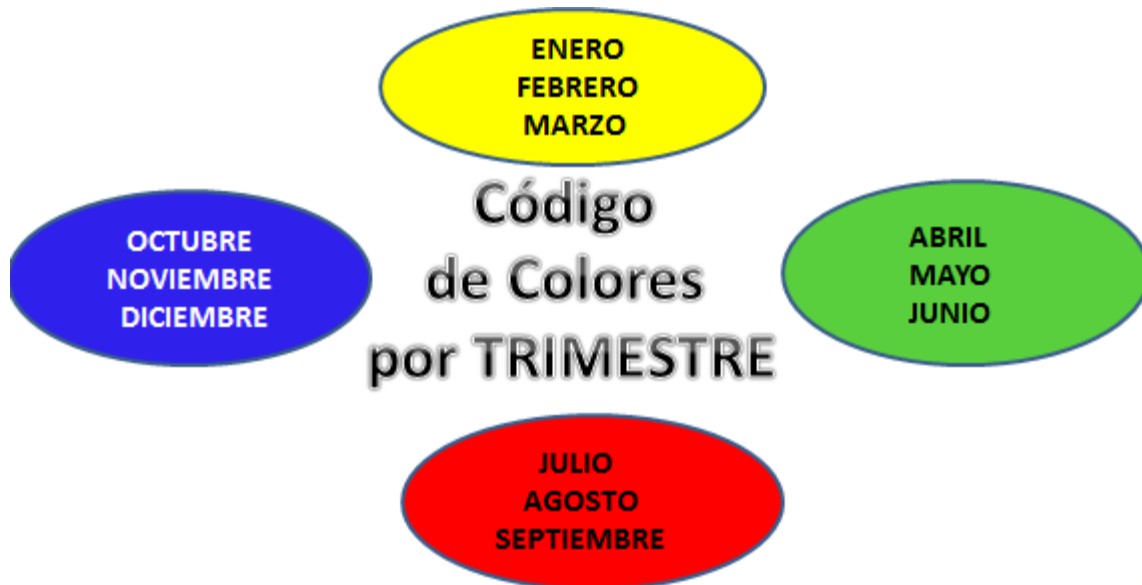 ENERO
FEBRERO
MARZO
Código
de Colores
por TRIMESTRE
OCTUBRE
NOVIEMBRE
DICIEMBRE
ABRIL
MAYO
JUNIO
JULIO
AGOSTO
SEPTIEMBRE